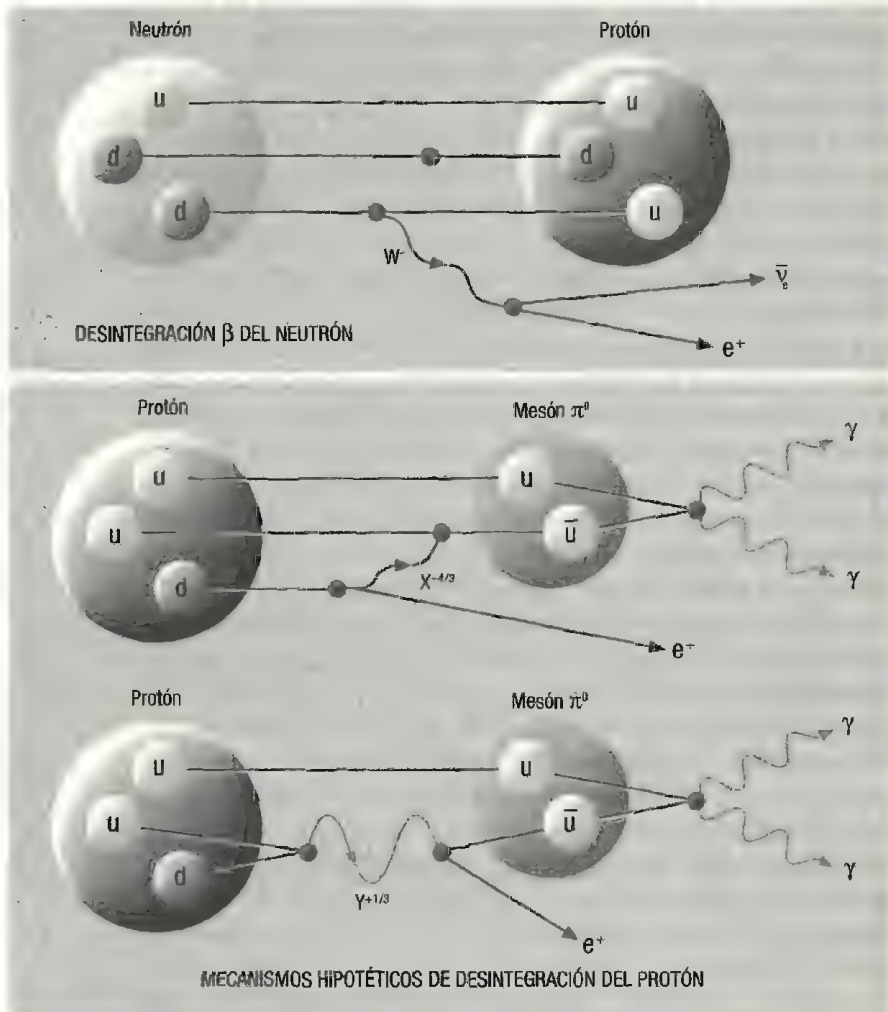 Neutrón Protón
u u
d d
d u
W⁻
ν̄ₑ
e⁺
DESINTEGRACIÓN β DEL NEUTRÓN
Protón Mesón π⁰
γ
u u
u ū
d X⁻⁴/³
γ
e⁺
Protón Mesón π⁰
γ
u u
u ū
d
γ
Y⁺¹/³
e⁺
MECANISMOS HIPOTÉTICOS DE DESINTEGRACIÓN DEL PROTÓN